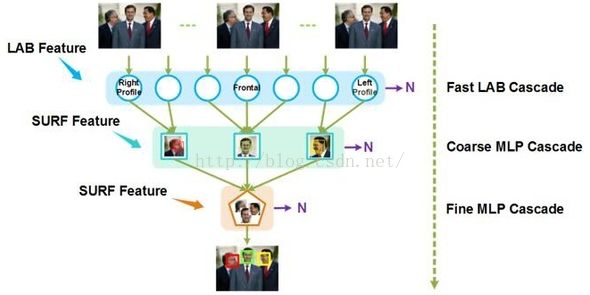 LAB Feature
Right
Profile
Frontal
Left
Profile
N
Fast LAB Cascade
SURF Feature
N
Coarse MLP Cascade
http://blog.csdn.net/
SURF Feature
N
Fine MLP Cascade